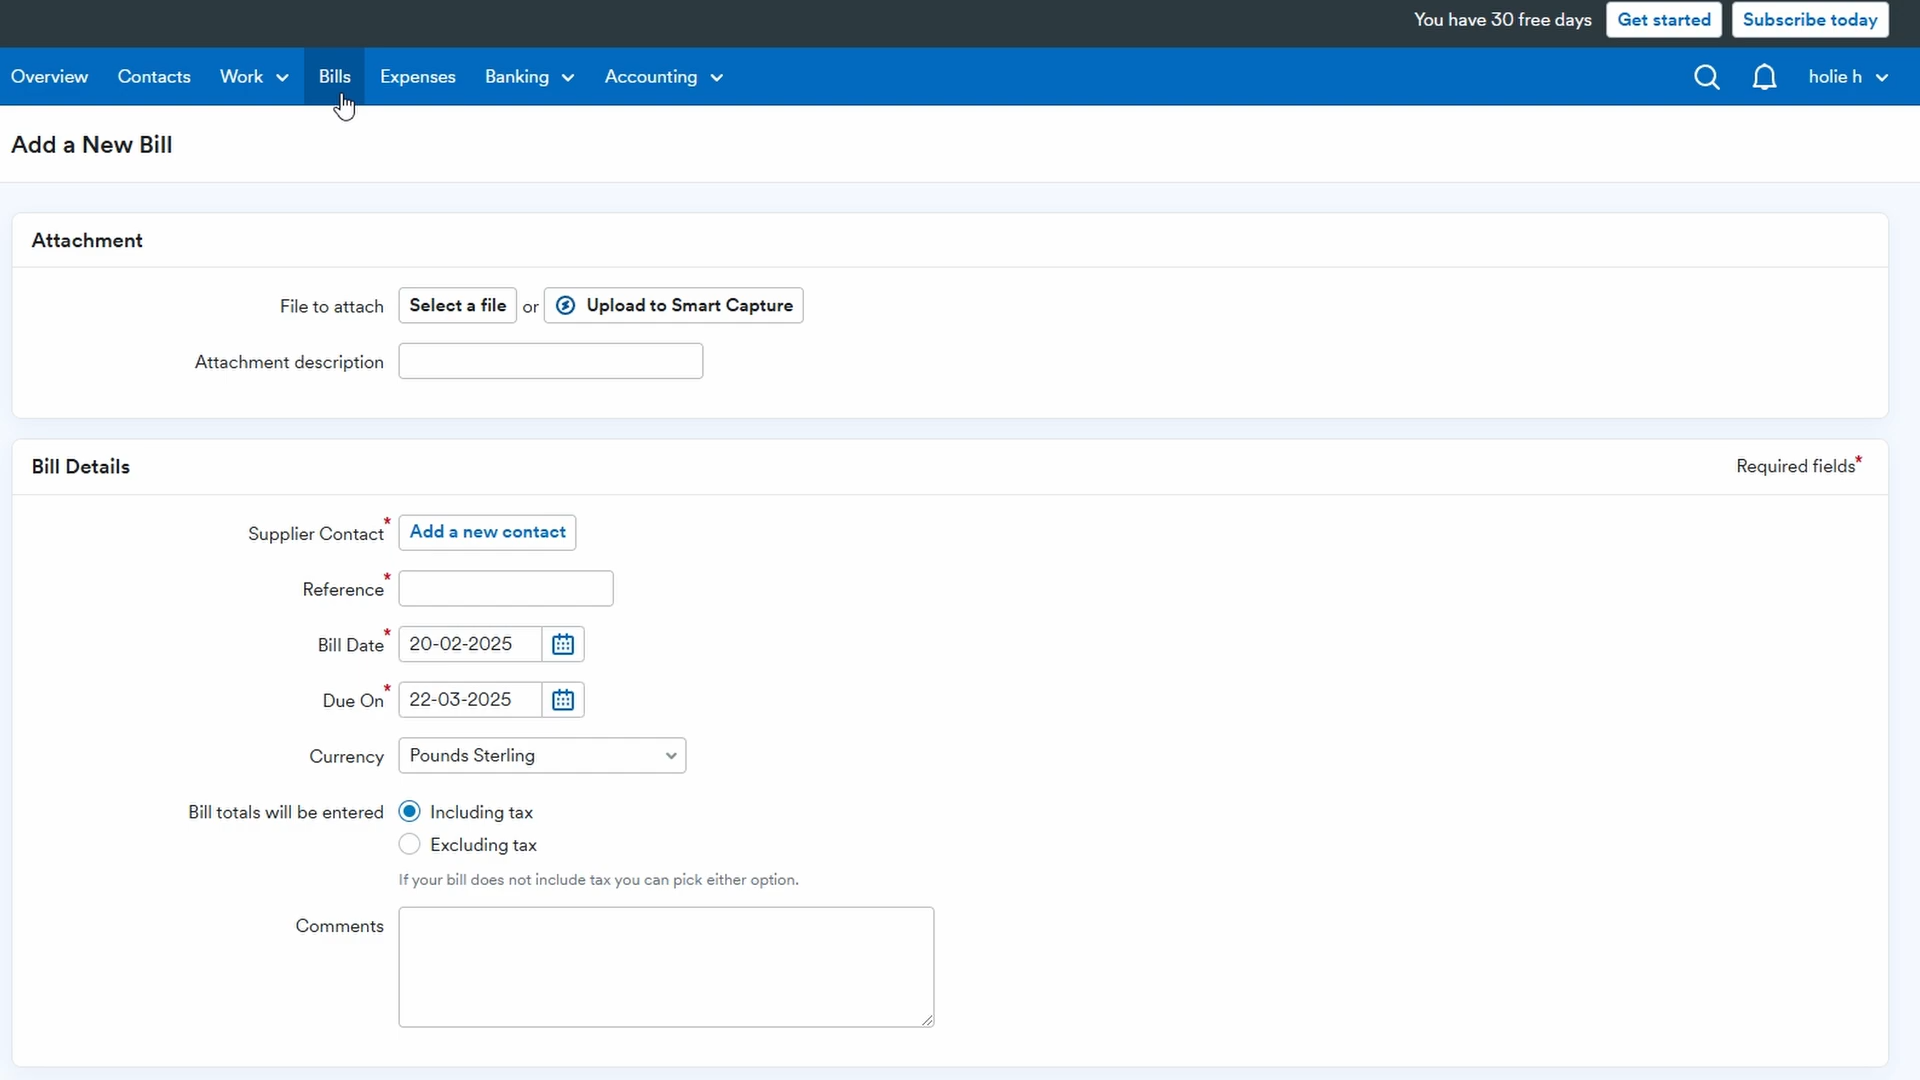 You have 30 free days Get started Subscribe today
Overview Contacts Work Bills Expenses Banking Accounting holie h
Add a New Bill
Attachment
File to attach Select a file or Upload to Smart Capture
Attachment description
Bill Details Required fields*
Supplier Contact* Add a new contact
Reference*
Bill Date* 20-02-2025
Due On* 22-03-2025
Currency Pounds Sterling
Bill totals will be entered Including tax
Excluding tax
If your bill does not include tax you can pick either option.
Comments